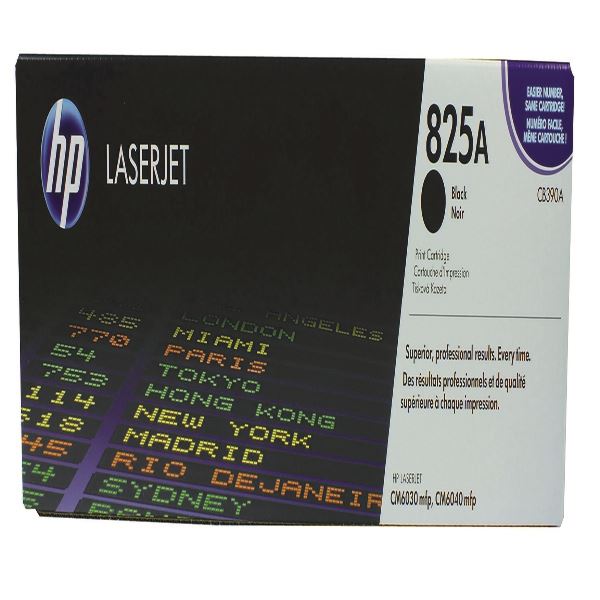 hp
LASERJET
825A
Black
Noir
CB390A
EASIER NUMBER,
SAME CARTRIDGE!
NUMÉRO FACILE,
MÊME CARTOUCHE!
Print Cartridge
Cartouche d'impression
Tisková Kazeta
Superior, professional results. Every time.
Des résultats professionnels et de qualité
supérieure à chaque impression.
HP LASERJET
CM6030 mfp, CM6040 mfp
ANGELES
485 LONDON
770 MIAMI
54 PARIS
753 TOKYO
114 HONG KONG
518 NEW YORK
45 MADRID
RIO DEJANEIR
SYDNEY